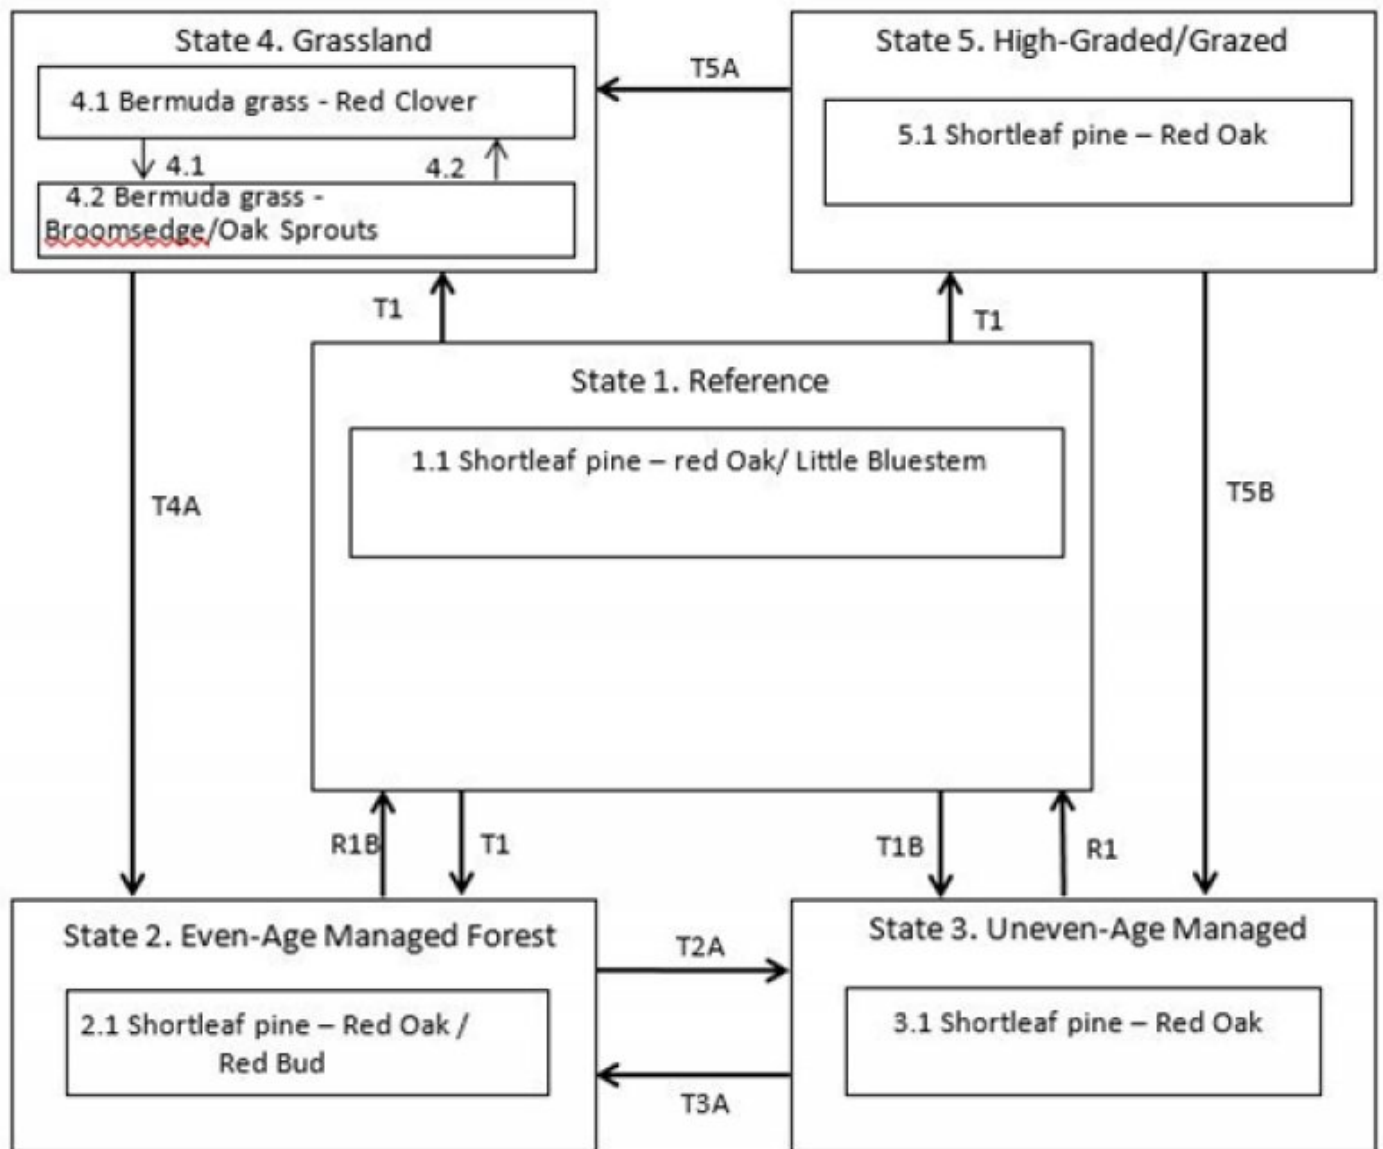 State 4. Grassland
4.1 Bermuda grass - Red Clover
4.1
4.2
4.2 Bermuda grass -
Broomsedge/Oak Sprouts
T5A
State 5. High-Graded/Grazed
5.1 Shortleaf pine – Red Oak
T1
T1
State 1. Reference
1.1 Shortleaf pine – red Oak/ Little Bluestem
T4A
T5B
R1B
T1
T1B
R1
State 2. Even-Age Managed Forest
2.1 Shortleaf pine – Red Oak /
Red Bud
T2A
T3A
State 3. Uneven-Age Managed
3.1 Shortleaf pine – Red Oak